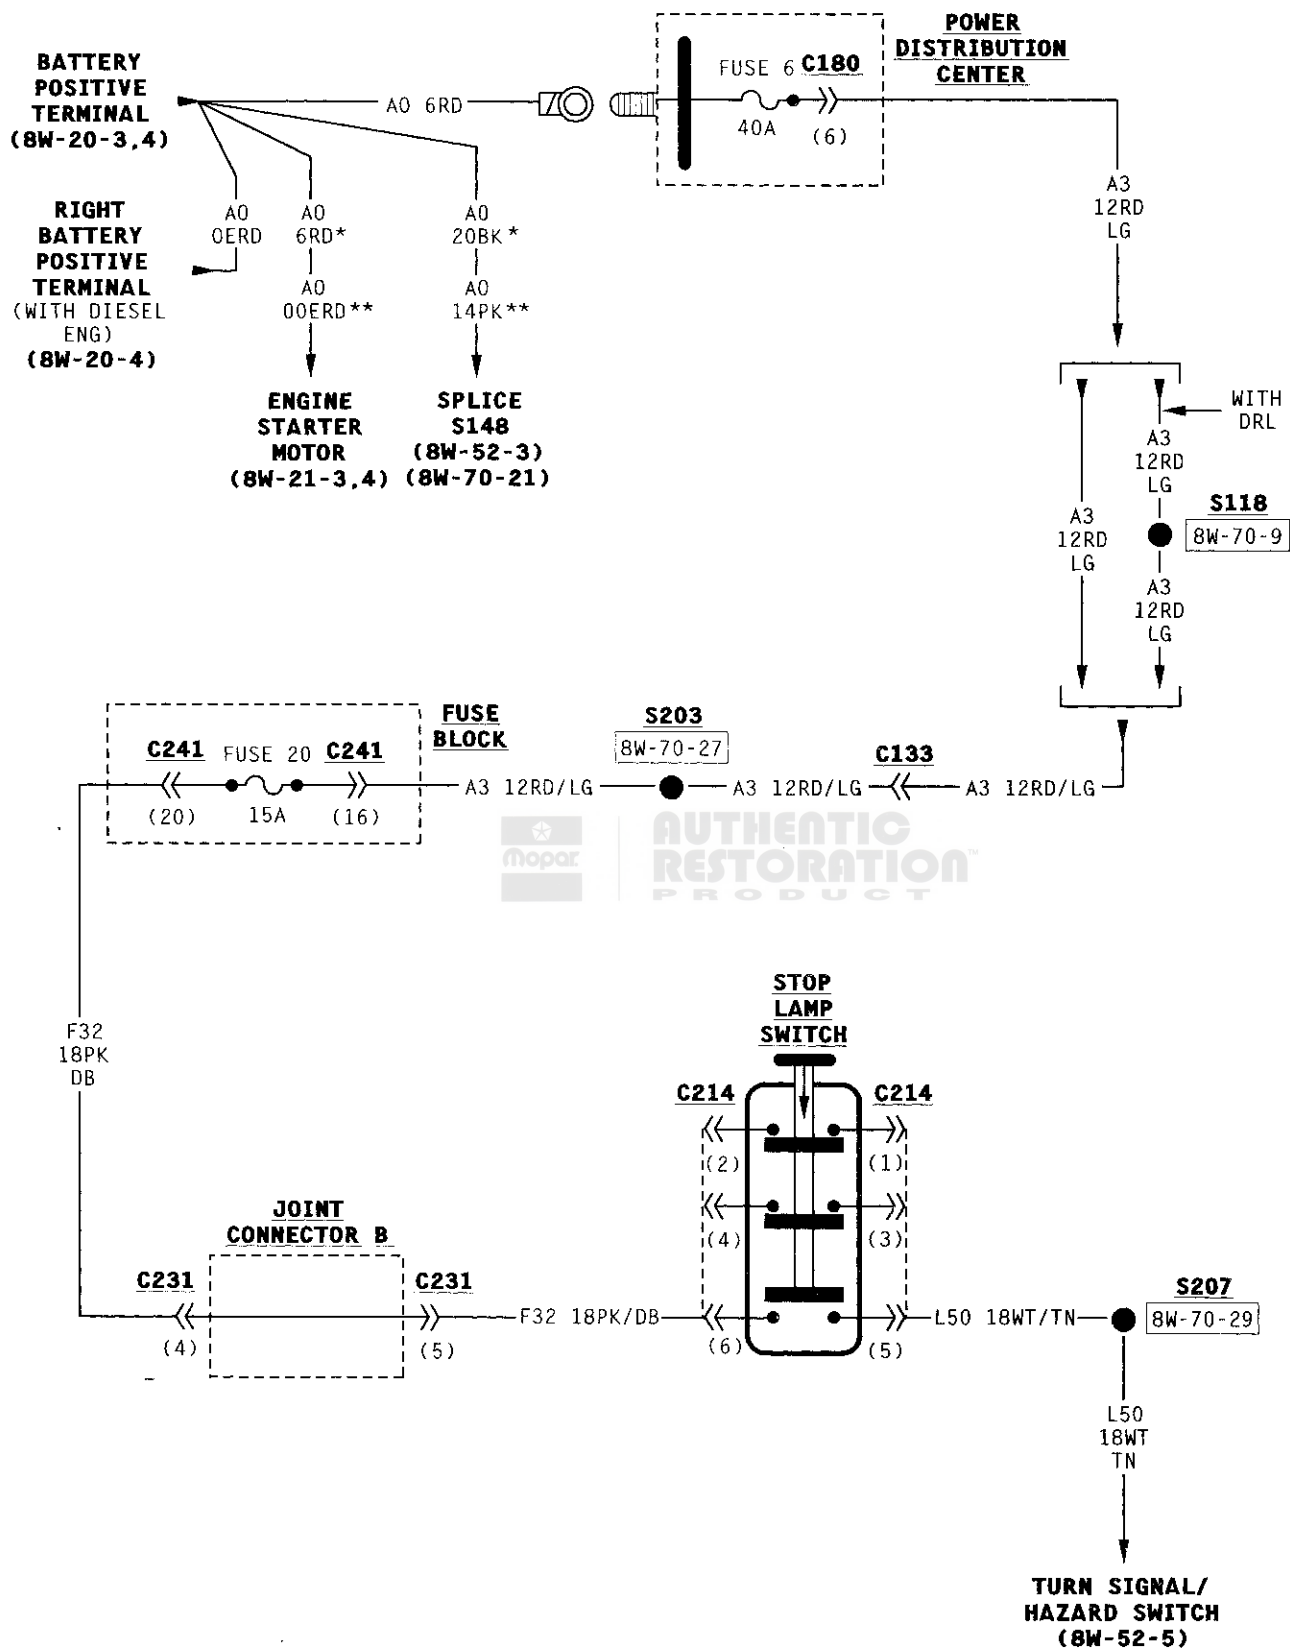 POWER
DISTRIBUTION
CENTER
BATTERY
POSITIVE
TERMINAL
(8W-20-3,4)
A0 6RD
FUSE 6
C180
40A
(6)
RIGHT
BATTERY
POSITIVE
TERMINAL
(WITH DIESEL
ENG)
(8W-20-4)
A0
0ERD
A0
6RD*
A0
00ERD**
A0
20BK*
A0
14PK**
ENGINE
STARTER
MOTOR
(8W-21-3,4)
SPLICE
S148
(8W-52-3)
(8W-70-21)
A3
12RD
LG
WITH
DRL
A3
12RD
LG
A3
12RD
LG
S118
8W-70-9
A3
12RD
LG
FUSE
BLOCK
C241
FUSE 20
C241
(20)
15A
(16)
A3 12RD/LG
S203
8W-70-27
A3 12RD/LG
C133
A3 12RD/LG
Mopar
AUTHENTIC
RESTORATION™
PRODUCT
F32
18PK
DB
STOP
LAMP
SWITCH
C214
C214
(2)
(1)
(4)
(3)
(6)
(5)
JOINT
CONNECTOR B
C231
C231
(4)
(5)
F32 18PK/DB
L50 18WT/TN
S207
8W-70-29
L50
18WT
TN
TURN SIGNAL/
HAZARD SWITCH
(8W-52-5)